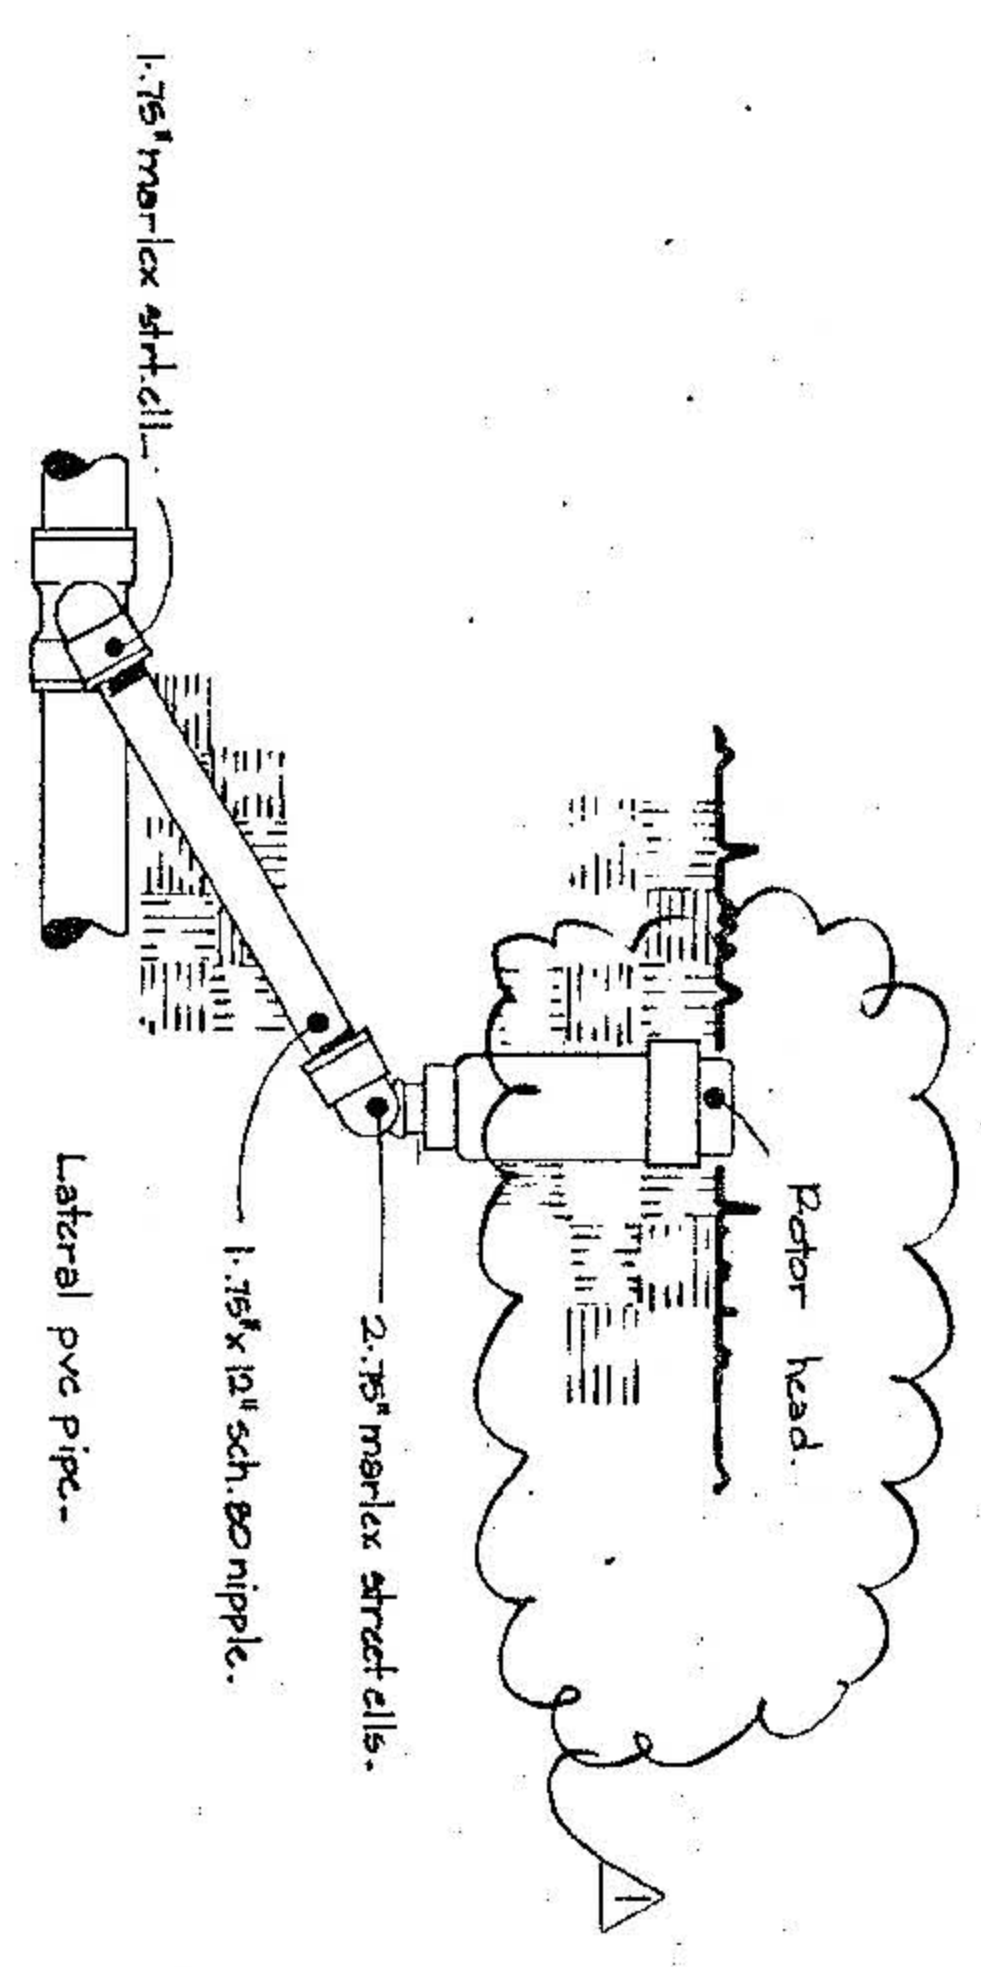 Rotor head.
1
2-.75" marlex street ells.
1-.75" x 12" sch. 80 nipple.
1-.75" marlex strt.ell-
Lateral pvc pipe-